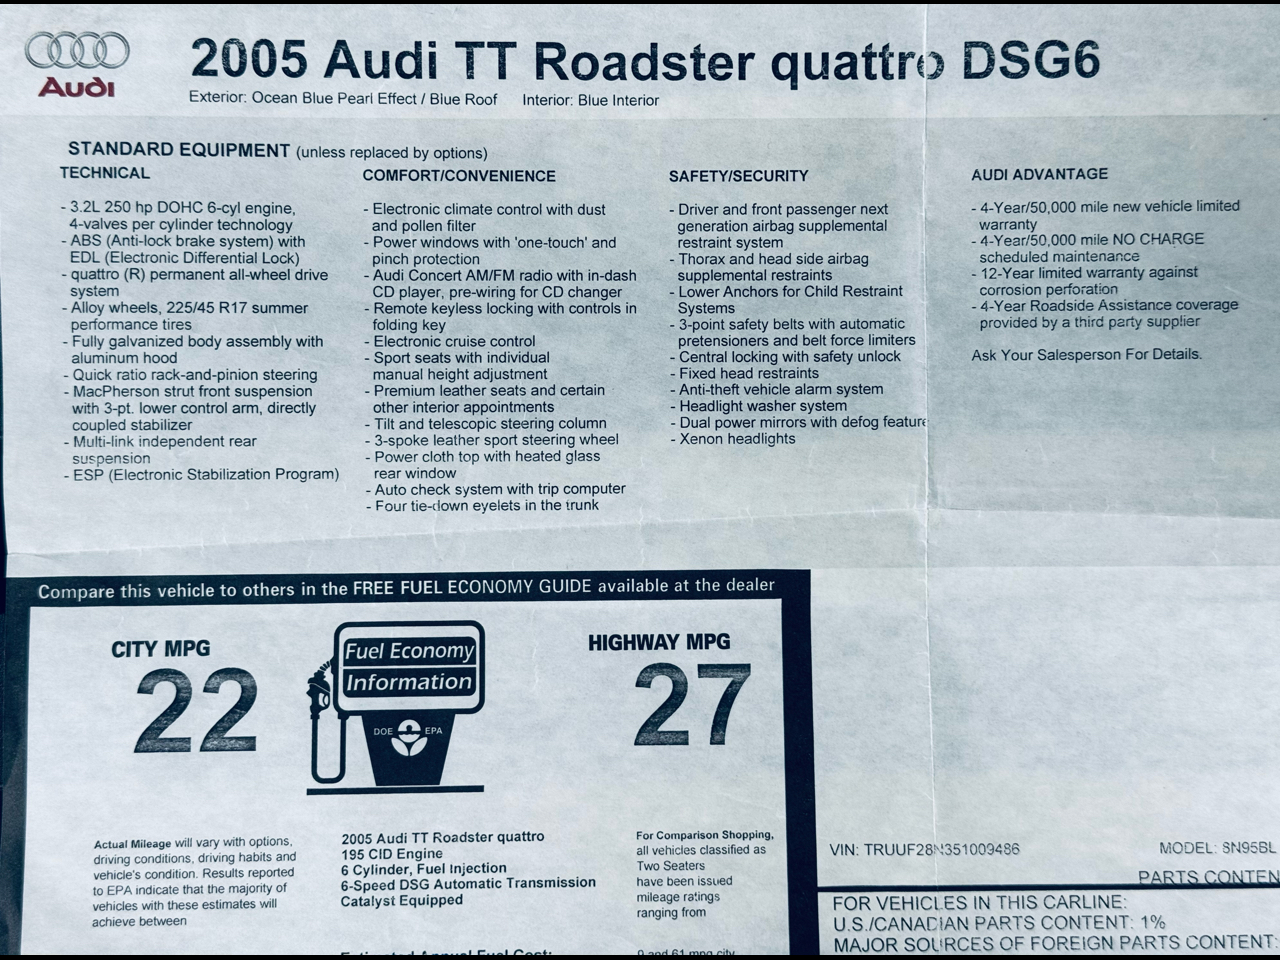 Audi
2005 Audi TT Roadster quattro DSG6
Exterior: Ocean Blue Pearl Effect / Blue Roof Interior: Blue Interior
STANDARD EQUIPMENT (unless replaced by options)
TECHNICAL
- 3.2L 250 hp DOHC 6-cyl engine,
4-valves per cylinder technology
- ABS (Anti-lock brake system) with
EDL (Electronic Differential Lock)
- quattro (R) permanent all-wheel drive
system
- Alloy wheels, 225/45 R17 summer
performance tires
- Fully galvanized body assembly with
aluminum hood
- Quick ratio rack-and-pinion steering
- MacPherson strut front suspension
with 3-pt. lower control arm, directly
coupled stabilizer
- Multi-link independent rear
suspension
- ESP (Electronic Stabilization Program)
COMFORT/CONVENIENCE
- Electronic climate control with dust
and pollen filter
- Power windows with 'one-touch' and
pinch protection
- Audi Concert AM/FM radio with in-dash
CD player, pre-wiring for CD changer
- Remote keyless locking with controls in
folding key
- Electronic cruise control
- Sport seats with individual
manual height adjustment
- Premium leather seats and certain
other interior appointments
- Tilt and telescopic steering column
- 3-spoke leather sport steering wheel
- Power cloth top with heated glass
rear window
- Auto check system with trip computer
- Four tie-down eyelets in the trunk
SAFETY/SECURITY
- Driver and front passenger next
generation airbag supplemental
restraint system
- Thorax and head side airbag
supplemental restraints
- Lower Anchors for Child Restraint
Systems
- 3-point safety belts with automatic
pretensioners and belt force limiters
- Central locking with safety unlock
- Fixed head restraints
- Anti-theft vehicle alarm system
- Headlight washer system
- Dual power mirrors with defog feature
- Xenon headlights
AUDI ADVANTAGE
- 4-Year/50,000 mile new vehicle limited
warranty
- 4-Year/50,000 mile NO CHARGE
scheduled maintenance
- 12-Year limited warranty against
corrosion perforation
- 4-Year Roadside Assistance coverage
provided by a third party supplier
Ask Your Salesperson For Details.
Compare this vehicle to others in the FREE FUEL ECONOMY GUIDE available at the dealer
CITY MPG
22
Fuel Economy
Information
DOE EPA
HIGHWAY MPG
27
Actual Mileage will vary with options,
driving conditions, driving habits and
vehicle's condition. Results reported
to EPA indicate that the majority of
vehicles with these estimates will
achieve between
2005 Audi TT Roadster quattro
195 CID Engine
6 Cylinder, Fuel Injection
6-Speed DSG Automatic Transmission
Catalyst Equipped
Estimated Annual Fuel Cost:
For Comparison Shopping,
all vehicles classified as
Two Seaters
have been issued
mileage ratings
ranging from
9 and 61 mpg city
VIN: TRUUF28N351009486 MODEL: 8N95BL
PARTS CONTEN
FOR VEHICLES IN THIS CARLINE:
U.S./CANADIAN PARTS CONTENT: 1%
MAJOR SOURCES OF FOREIGN PARTS CONTENT: